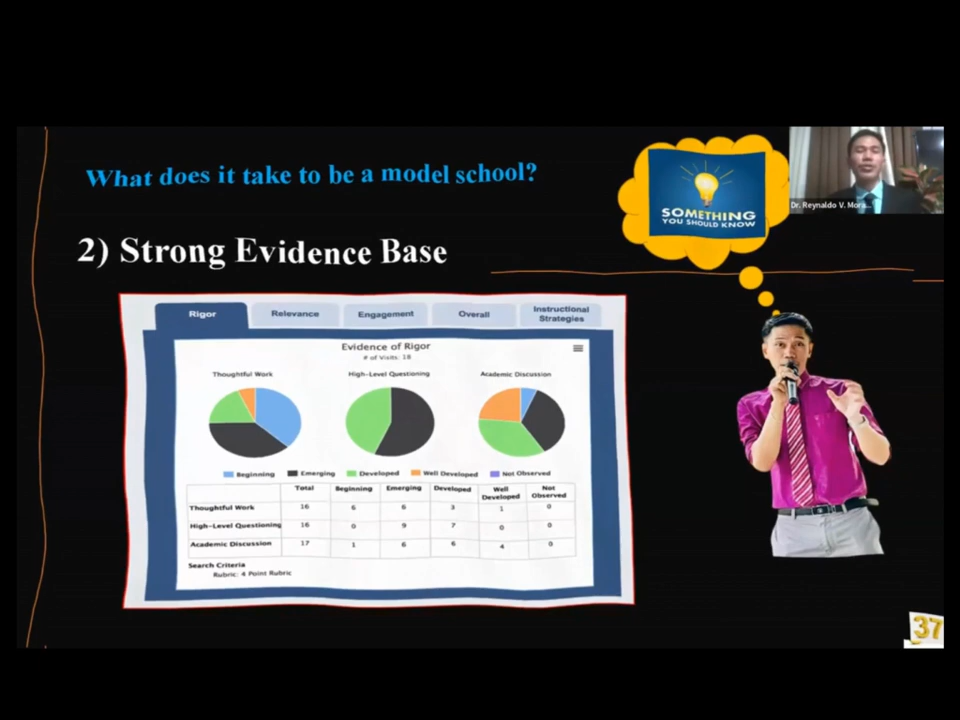 What does it take to be a model school?
SOMETHING
YOU SHOULD KNOW
Dr. Reynaldo V. Mora...
2) Strong Evidence Base
Rigor Relevance Engagement Overall Instructional Strategies
Evidence of Rigor
# of Visits: 18
Thoughtful Work High-Level Questioning Academic Discussion
Beginning Emerging Developed Well Developed Not Observed
Total Beginning Emerging Developed Well Developed Not Observed
Thoughtful Work 16 6 6 3 1 0
High-Level Questioning 16 0 9 7 0 0
Academic Discussion 17 1 6 6 4 0
Search Criteria
Rubric: 4 Point Rubric
37